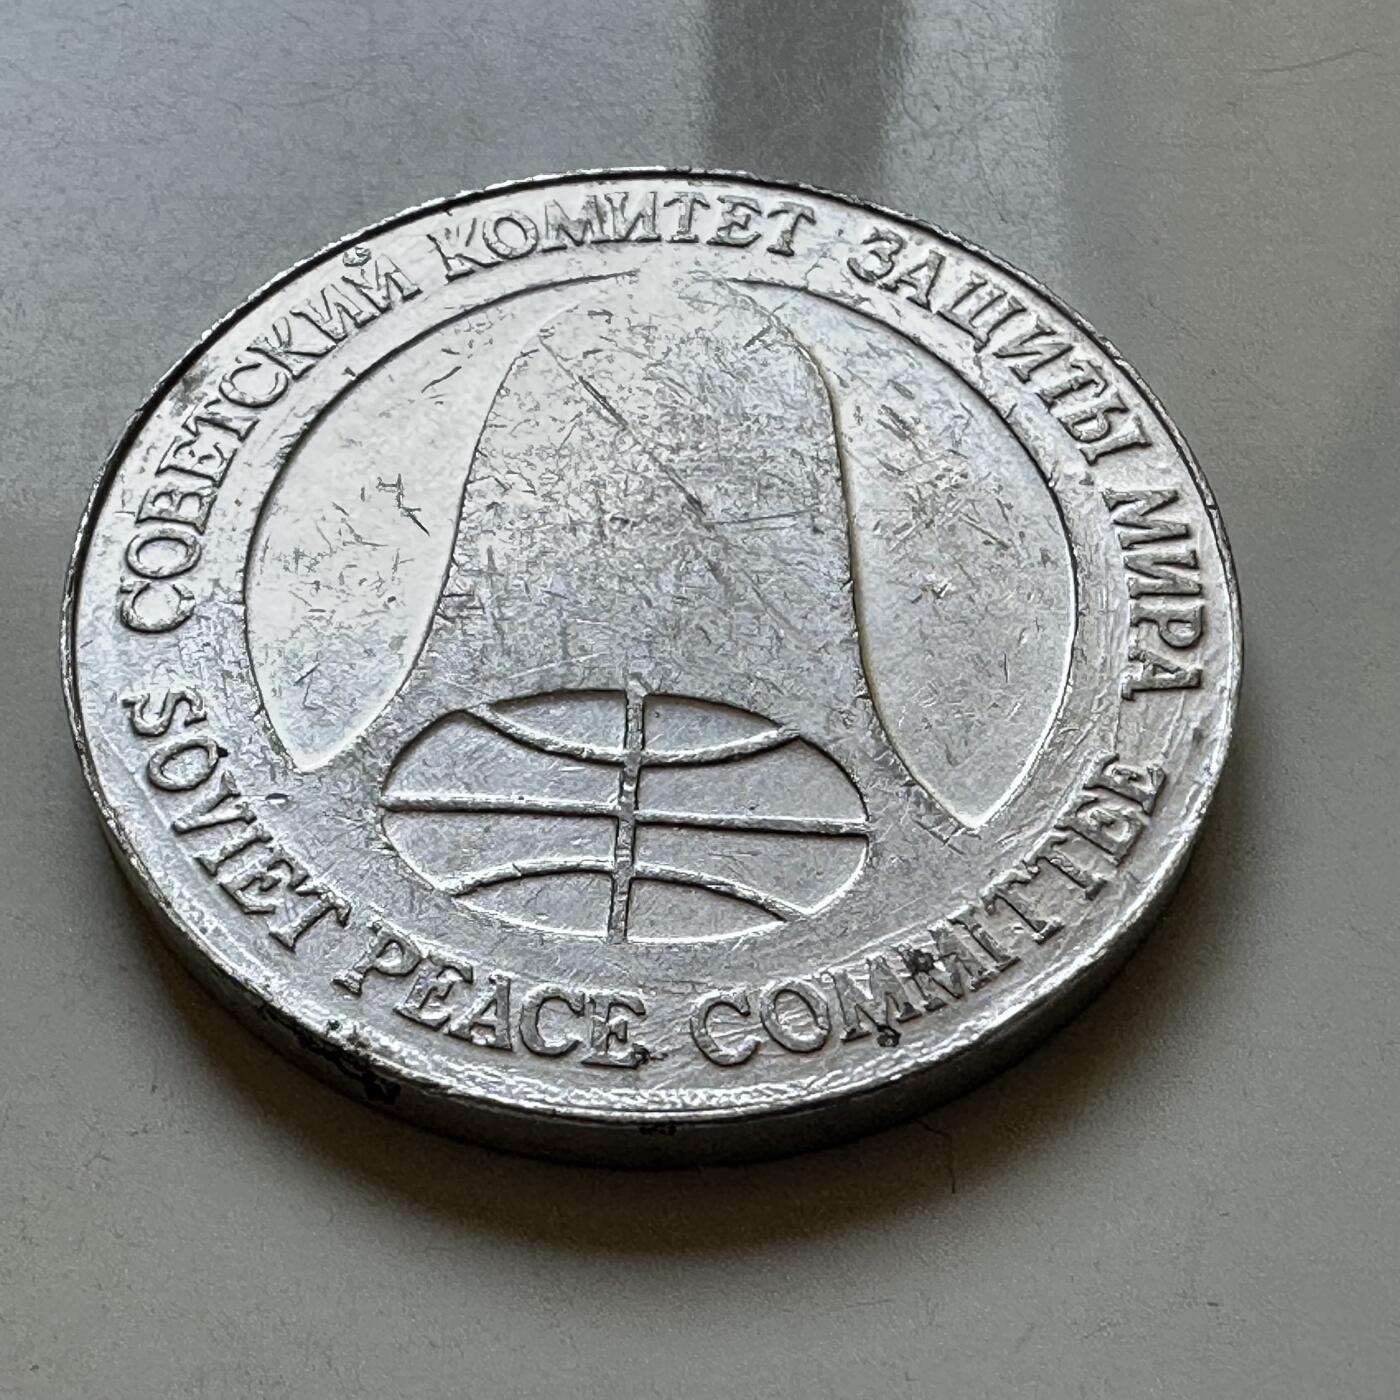 СОВЕТСКИЙ КОМИТЕТ ЗАЩИТЫ МИРА
SOVIET PEACE COMMITTEE